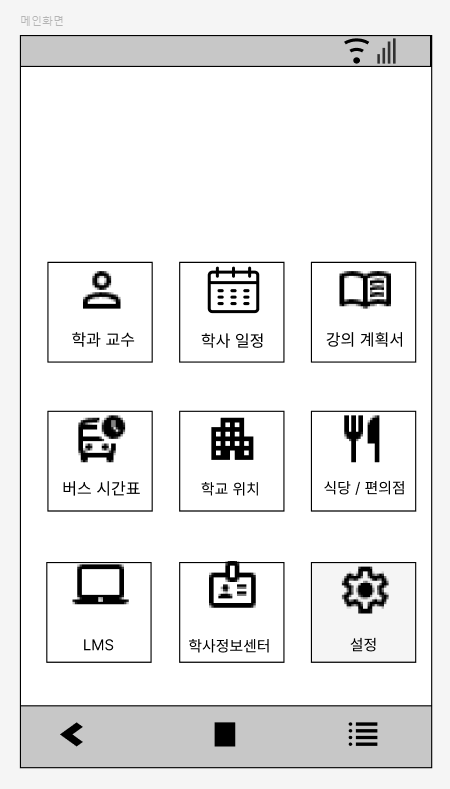 메인화면
학과 교수
학사 일정
강의 계획서
버스 시간표
학교 위치
식당 / 편의점
LMS
학사정보센터
설정